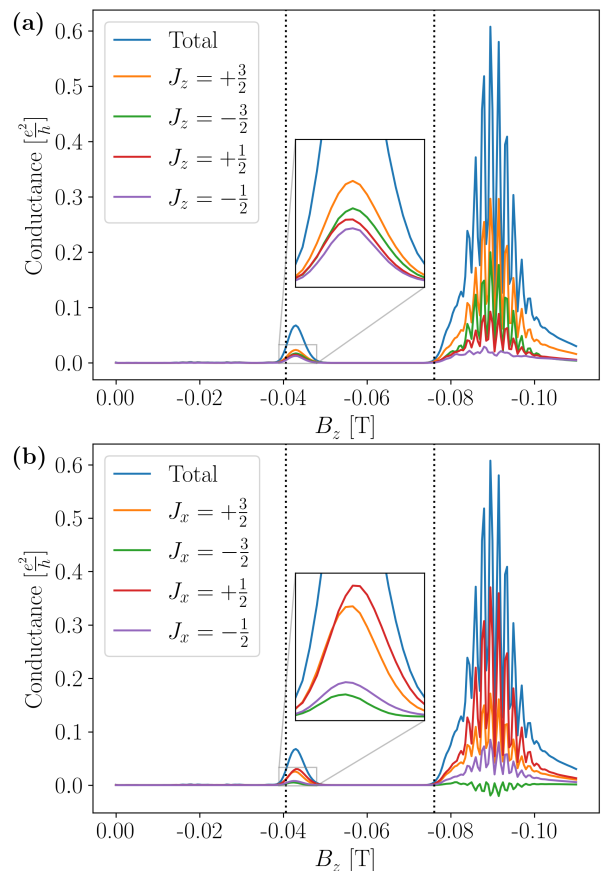 (a)
Conductance [e²/h]
0.6
0.5
0.4
0.3
0.2
0.1
0.0
Total
J_z = +3/2
J_z = −3/2
J_z = +1/2
J_z = −1/2
0.00 -0.02 -0.04 -0.06 -0.08 -0.10
B_z [T]
(b)
Conductance [e²/h]
0.6
0.5
0.4
0.3
0.2
0.1
0.0
Total
J_x = +3/2
J_x = −3/2
J_x = +1/2
J_x = −1/2
0.00 -0.02 -0.04 -0.06 -0.08 -0.10
B_z [T]